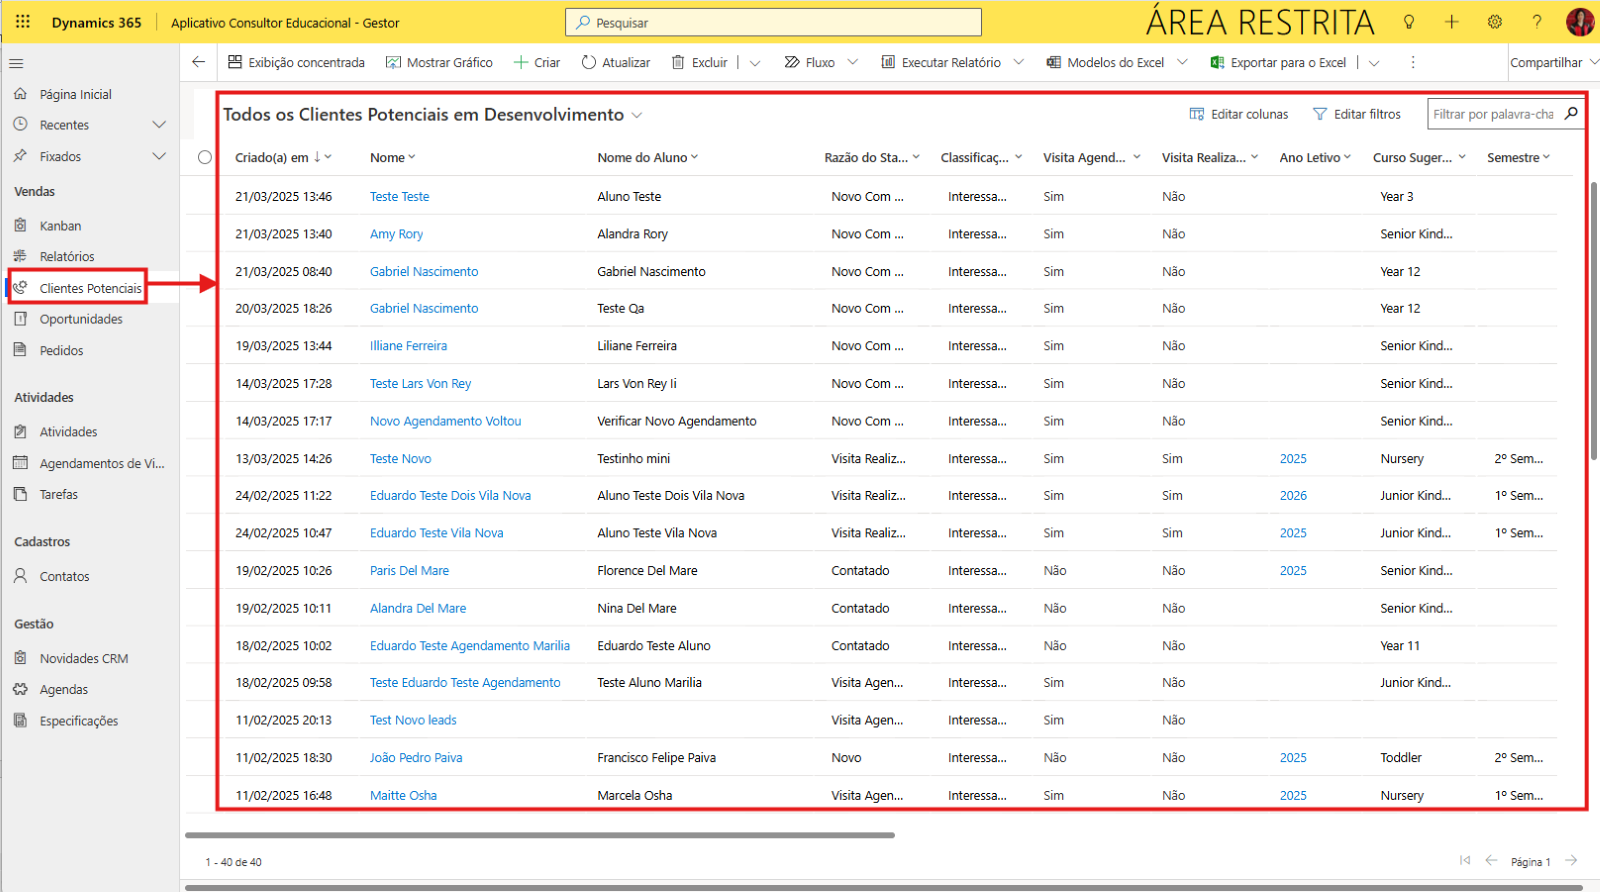 Dynamics 365 Aplicativo Consultor Educacional - Gestor Pesquisar ÁREA RESTRITA ?
Exibição concentrada Mostrar Gráfico Criar Atualizar Excluir Fluxo Executar Relatório Modelos do Excel Exportar para o Excel Compartilhar
Página Inicial
Recentes
Fixados
Vendas
Kanban
Relatórios
Clientes Potenciais
Oportunidades
Pedidos
Atividades
Atividades
Agendamentos de Vi...
Tarefas
Cadastros
Contatos
Gestão
Novidades CRM
Agendas
Especificações
Todos os Clientes Potenciais em Desenvolvimento Editar colunas Editar filtros Filtrar por palavra-cha
Criado(a) em Nome Nome do Aluno Razão do Sta... Classificaç... Visita Agend... Visita Realiza... Ano Letivo Curso Suger... Semestre
21/03/2025 13:46 Teste Teste Aluno Teste Novo Com ... Interessa... Sim Não Year 3
21/03/2025 13:40 Amy Rory Alandra Rory Novo Com ... Interessa... Sim Não Senior Kind...
21/03/2025 08:40 Gabriel Nascimento Gabriel Nascimento Novo Com ... Interessa... Sim Não Year 12
20/03/2025 18:26 Gabriel Nascimento Teste Qa Novo Com ... Interessa... Sim Não Year 12
19/03/2025 13:44 Illiane Ferreira Liliane Ferreira Novo Com ... Interessa... Sim Não Senior Kind...
14/03/2025 17:28 Teste Lars Von Rey Lars Von Rey Ii Novo Com ... Interessa... Sim Não Senior Kind...
14/03/2025 17:17 Novo Agendamento Voltou Verificar Novo Agendamento Novo Com ... Interessa... Sim Não Senior Kind...
13/03/2025 14:26 Teste Novo Testinho mini Visita Realiz... Interessa... Sim Sim 2025 Nursery 2º Sem...
24/02/2025 11:22 Eduardo Teste Dois Vila Nova Aluno Teste Dois Vila Nova Visita Realiz... Interessa... Sim Sim 2026 Junior Kind... 1º Sem...
24/02/2025 10:47 Eduardo Teste Vila Nova Aluno Teste Vila Nova Visita Realiz... Interessa... Sim Sim 2025 Junior Kind... 1º Sem...
19/02/2025 10:26 Paris Del Mare Florence Del Mare Contatado Interessa... Não Não 2025 Senior Kind...
19/02/2025 10:11 Alandra Del Mare Nina Del Mare Contatado Interessa... Não Não Senior Kind...
18/02/2025 10:02 Eduardo Teste Agendamento Marilia Eduardo Teste Aluno Contatado Interessa... Não Não Year 11
18/02/2025 09:58 Teste Eduardo Teste Agendamento Teste Aluno Marilia Visita Agen... Interessa... Sim Não Junior Kind...
11/02/2025 20:13 Test Novo leads Visita Agen... Interessa... Sim Não
11/02/2025 18:30 João Pedro Paiva Francisco Felipe Paiva Novo Interessa... Não Não 2025 Toddler 2º Sem...
11/02/2025 16:48 Maitte Osha Marcela Osha Visita Agen... Interessa... Sim Não 2025 Nursery 1º Sem...
1 - 40 de 40 Página 1